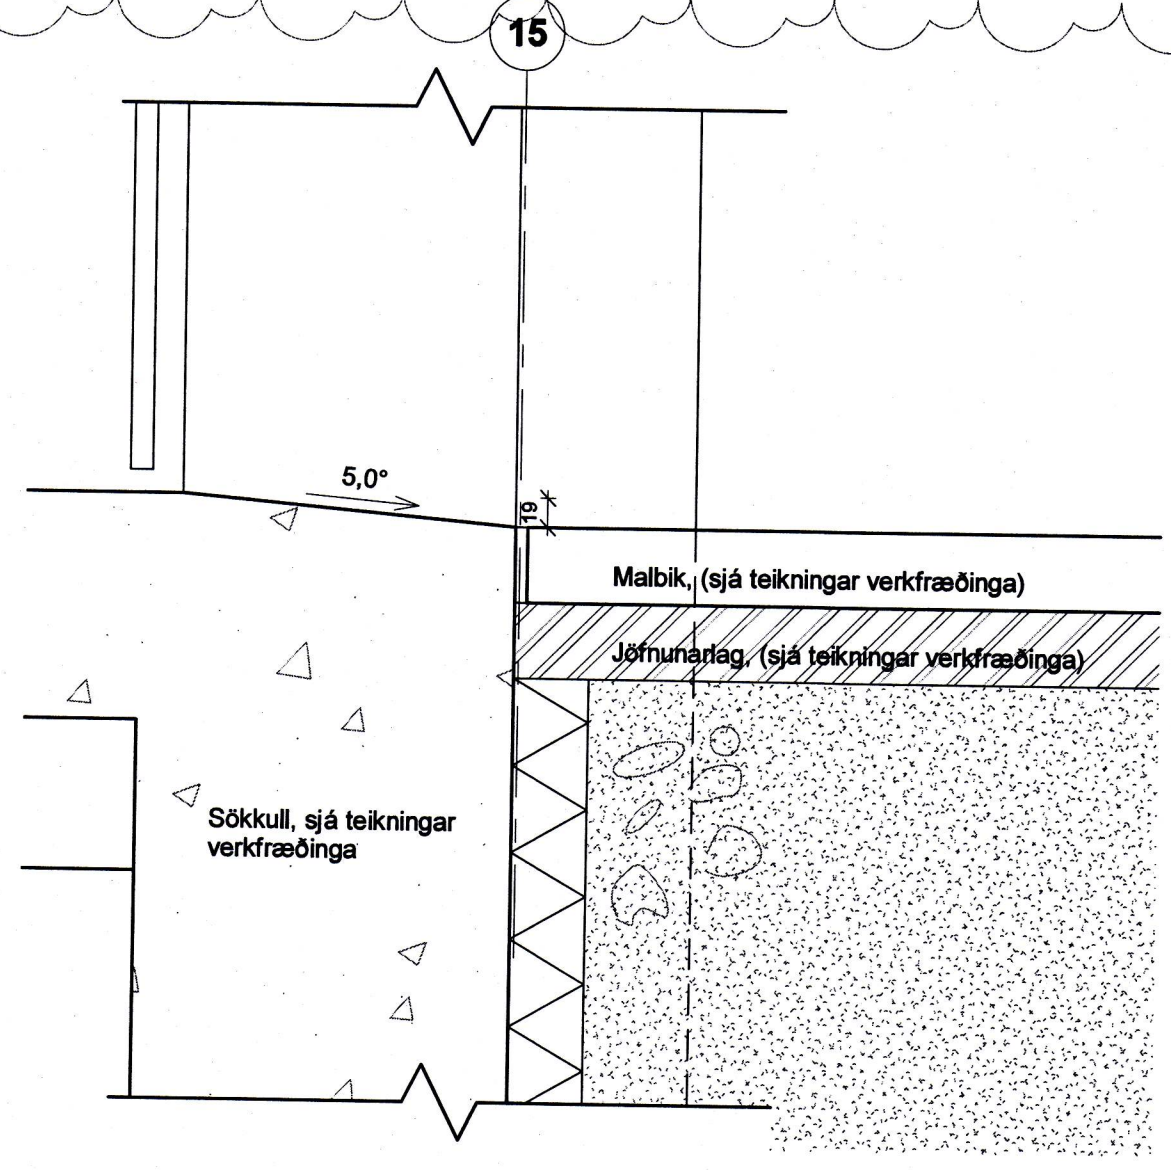 15
5,0°
19
Malbik, (sjá teikningar verkfræðinga)
Jöfnunarlag, (sjá teikningar verkfræðinga)
Sökkull, sjá teikningar
verkfræðinga